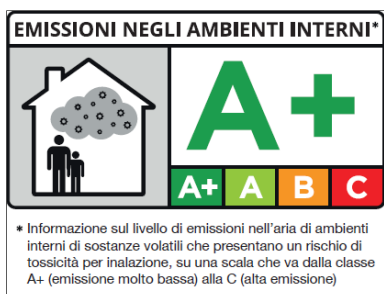 EMISSIONI NEGLI AMBIENTI INTERNI*
A+
A+ A B C
* Informazione sul livello di emissioni nell'aria di ambienti
interni di sostanze volatili che presentano un rischio di
tossicità per inalazione, su una scala che va dalla classe
A+ (emissione molto bassa) alla C (alta emissione)